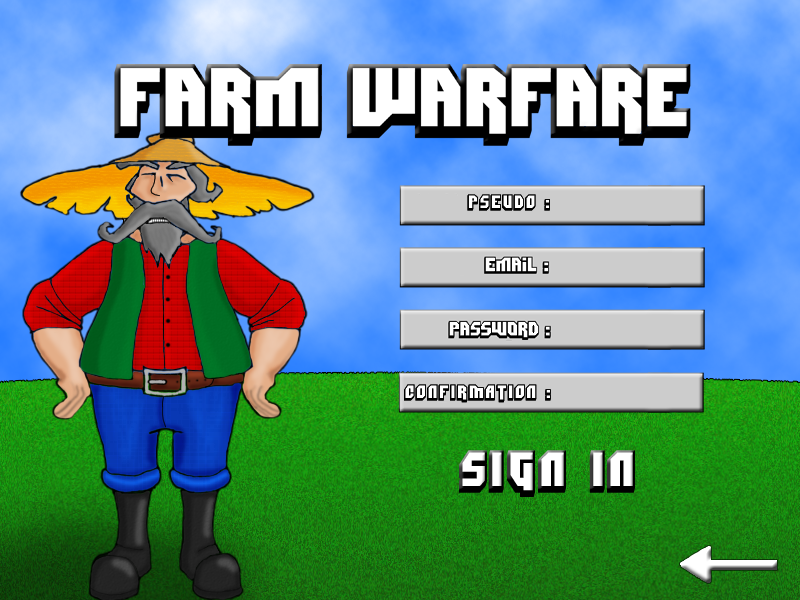 FARM WARFARE
PSEUDO :
EMAIL :
PASSWORD :
CONFIRMATION :
SIGN IN